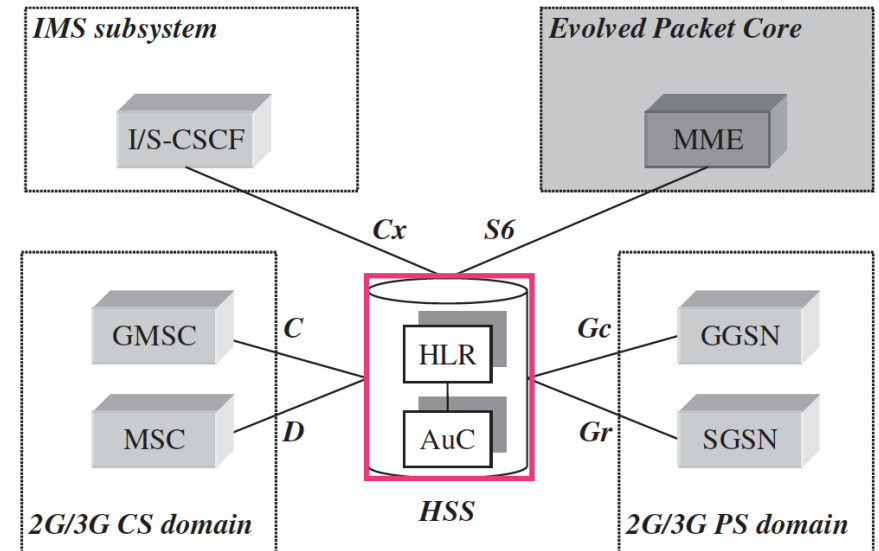 IMS subsystem
Evolved Packet Core
I/S-CSCF
MME
Cx
S6
GMSC
C
HLR
Gc
GGSN
MSC
D
AuC
Gr
SGSN
2G/3G CS domain
HSS
2G/3G PS domain